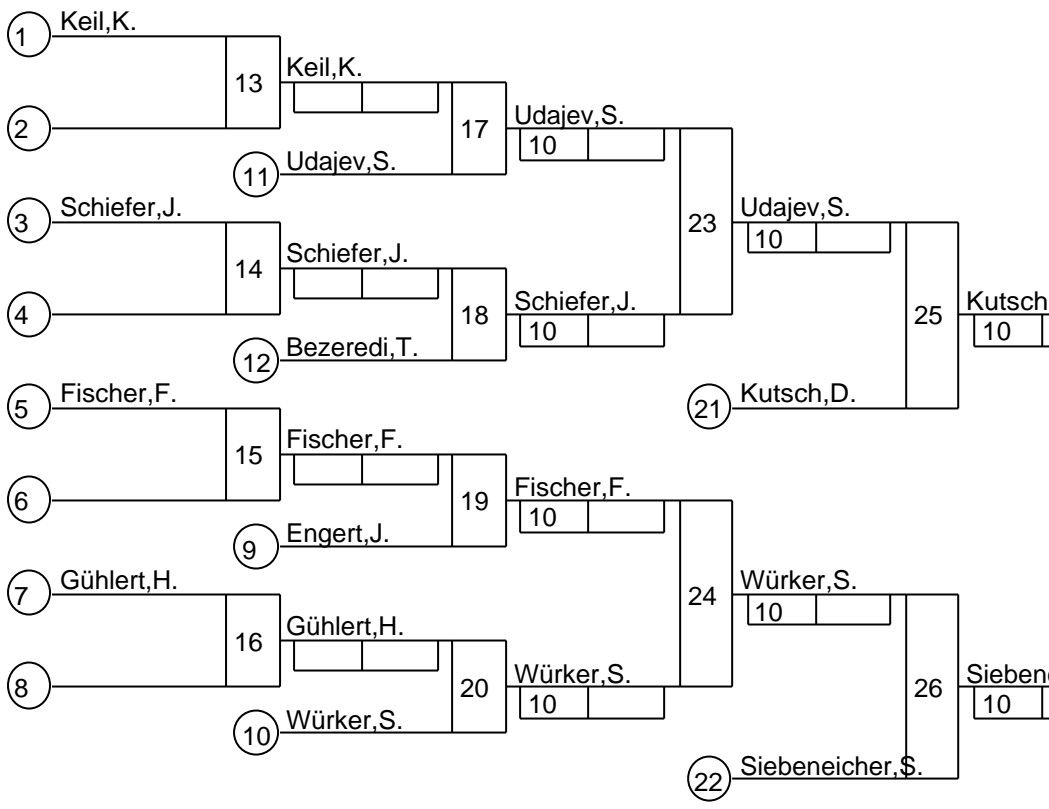 1 Keil,K.
13 Keil,K.
2
17 Udajev,S.
10
11 Udajev,S.
3 Schiefer,J.
23 Udajev,S.
10
14 Schiefer,J.
4
18 Schiefer,J.
10
25 Kutsch
10
12 Bezeredi,T.
5 Fischer,F.
21 Kutsch,D.
15 Fischer,F.
6
19 Fischer,F.
10
9 Engert,J.
7 Gühlert,H.
24 Würker,S.
10
16 Gühlert,H.
8
20 Würker,S.
10
26 Siebene
10
10 Würker,S.
22 Siebeneicher,S.